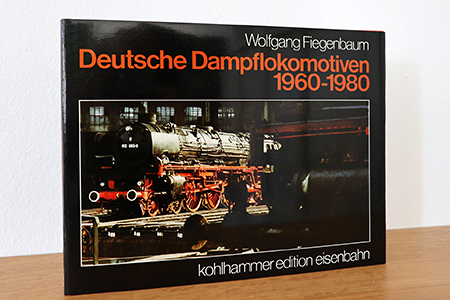 Wolfgang Fiegenbaum
Deutsche Dampflokomotiven
1960-1980
kohlhammer edition eisenbahn